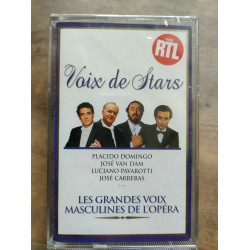 RTL
Voix de Stars
PLACIDO DOMINGO
JOSÉ VAN DAM
LUCIANO PAVAROTTI
JOSÉ CARRERAS
...
LES GRANDES VOIX
MASCULINES DE L'OPÉRA